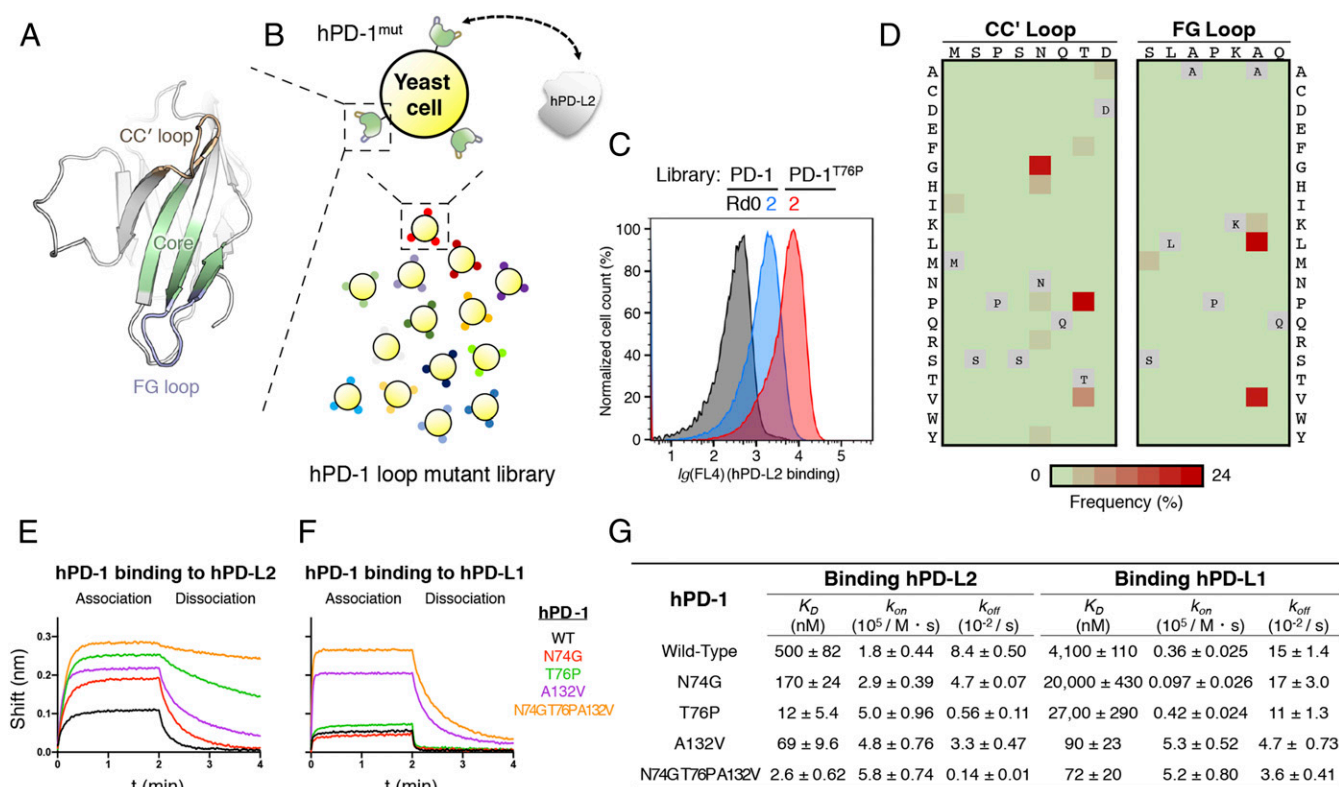 A
CC′ loop
Core
FG loop
B
hPD-1mut
Yeast
cell
hPD-L2
hPD-1 loop mutant library
C
Library: PD-1 PD-1T76P
Rd0 2 2
Normalized cell count (%)
100
80
60
40
20
0
1 2 3 4 5
lg(FL4) (hPD-L2 binding)
D
CC′ Loop FG Loop
M S P S N Q T D S L A P K A Q
A A A A
C C
D D D
E E
F F
G G
H H
I I
K K K
L L L
M M M
N N N
P P P P
Q Q Q Q
R R
S S S S S
T T T
V V
W W
Y Y
0 24
Frequency (%)
E
hPD-1 binding to hPD-L2
Association Dissociation
Shift (nm)
0.3
0.2
0.1
0.0
0 1 2 3 4
t (min)
F
hPD-1 binding to hPD-L1
Association Dissociation
0 1 2 3 4
t (min)
hPD-1
WT
N74G
T76P
A132V
N74GT76PA132V
G
hPD-1 Binding hPD-L2 Binding hPD-L1
KD kon koff KD kon koff
(nM) (10⁵ / M · s) (10⁻² / s) (nM) (10⁵ / M · s) (10⁻² / s)
Wild-Type 500 ± 82 1.8 ± 0.44 8.4 ± 0.50 4,100 ± 110 0.36 ± 0.025 15 ± 1.4
N74G 170 ± 24 2.9 ± 0.39 4.7 ± 0.07 20,000 ± 430 0.097 ± 0.026 17 ± 3.0
T76P 12 ± 5.4 5.0 ± 0.96 0.56 ± 0.11 27,00 ± 290 0.42 ± 0.024 11 ± 1.3
A132V 69 ± 9.6 4.8 ± 0.76 3.3 ± 0.47 90 ± 23 5.3 ± 0.52 4.7 ± 0.73
N74GT76PA132V 2.6 ± 0.62 5.8 ± 0.74 0.14 ± 0.01 72 ± 20 5.2 ± 0.80 3.6 ± 0.41